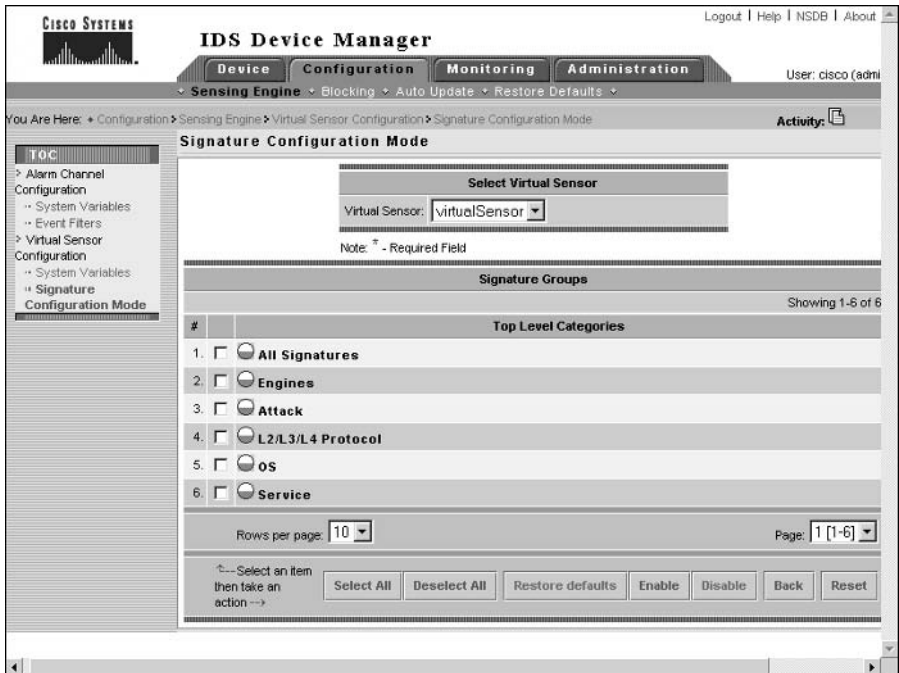 CISCO SYSTEMS
Logout | Help | NSDB | About
IDS Device Manager
Device Configuration Monitoring Administration
User: cisco (admi
Sensing Engine Blocking Auto Update Restore Defaults
You Are Here: Configuration Sensing Engine Virtual Sensor Configuration Signature Configuration Mode
Activity:
TOC
Alarm Channel
Configuration
System Variables
Event Filters
Virtual Sensor
Configuration
System Variables
Signature
Configuration Mode
Signature Configuration Mode
Select Virtual Sensor
Virtual Sensor: virtualSensor
Note: * - Required Field
Signature Groups
Showing 1-6 of 6
# Top Level Categories
1. All Signatures
2. Engines
3. Attack
4. L2/L3/L4 Protocol
5. OS
6. Service
Rows per page: 10
Page: 1 [1-6]
Select an item
then take an
action -->
Select All Deselect All Restore defaults Enable Disable Back Reset